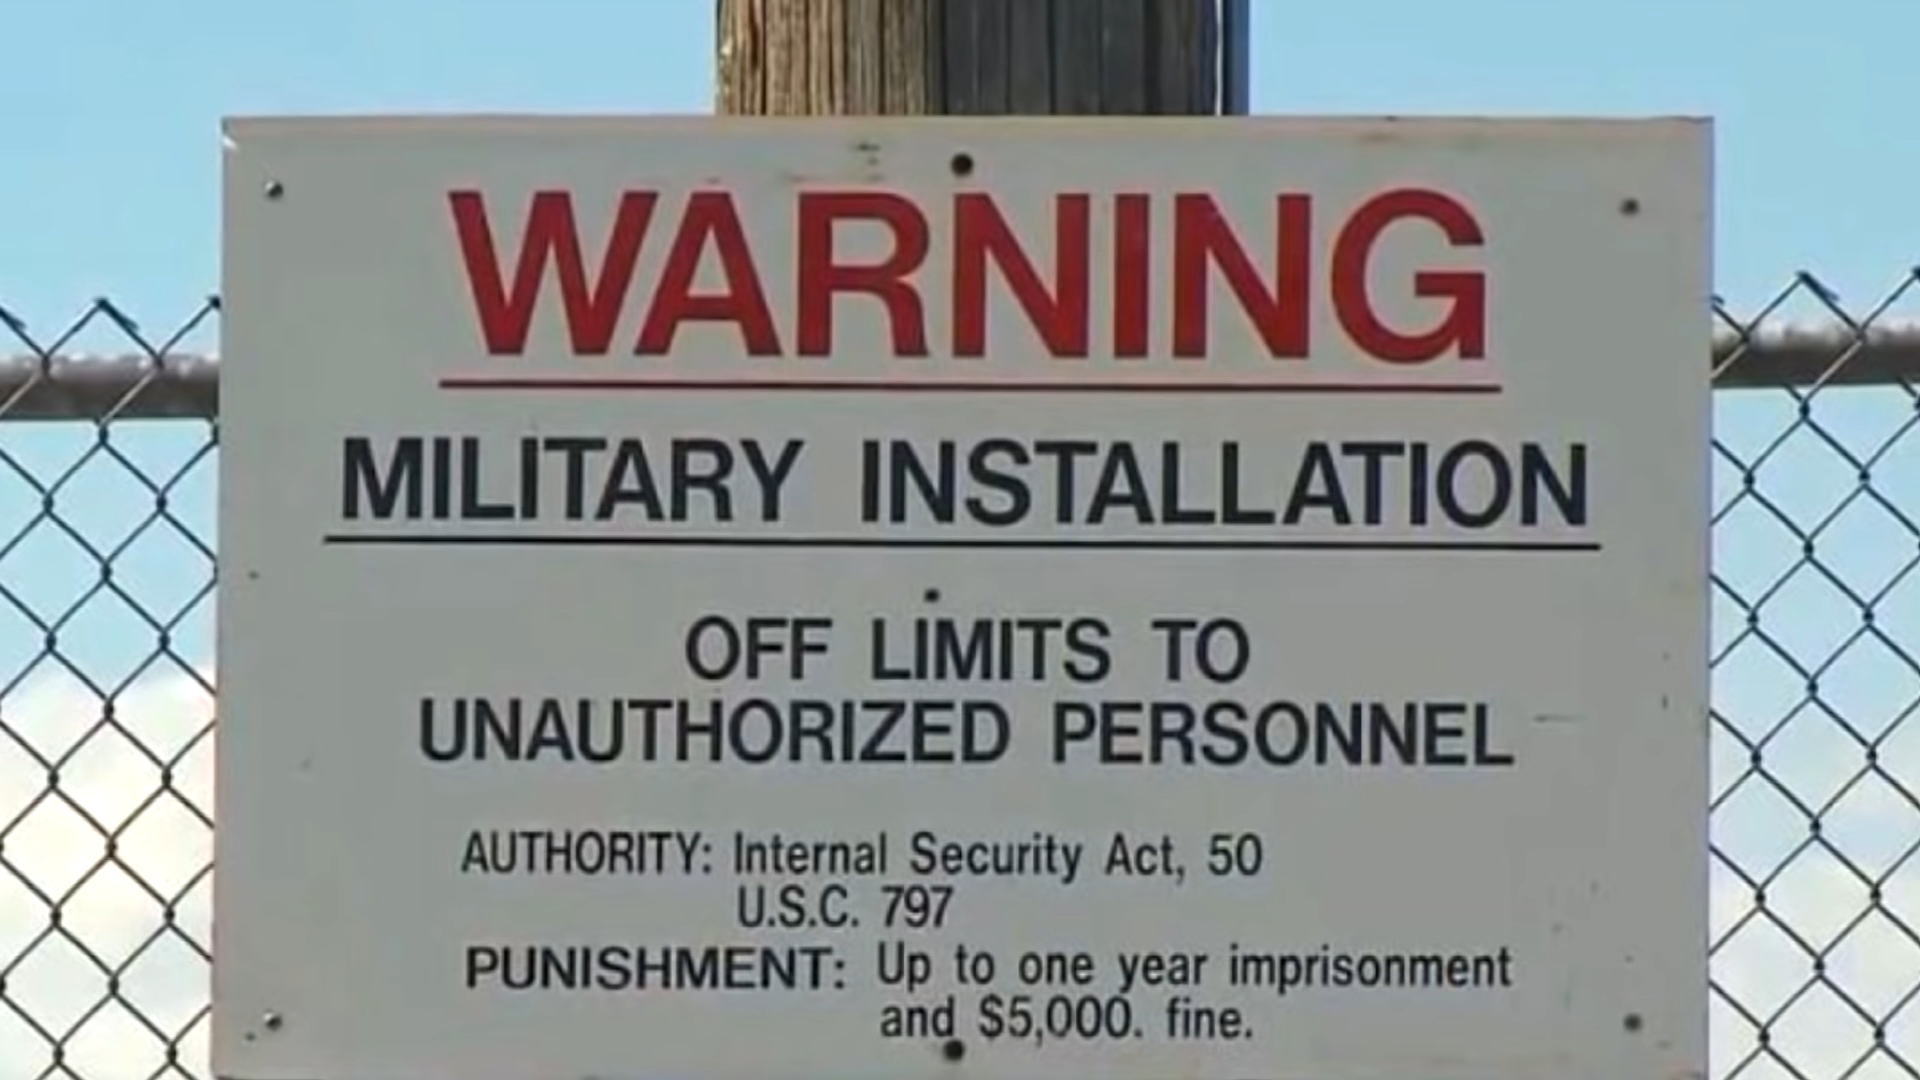 WARNING
MILITARY INSTALLATION
OFF LIMITS TO
UNAUTHORIZED PERSONNEL
AUTHORITY: Internal Security Act, 50
U.S.C. 797
PUNISHMENT: Up to one year imprisonment
and $5,000. fine.